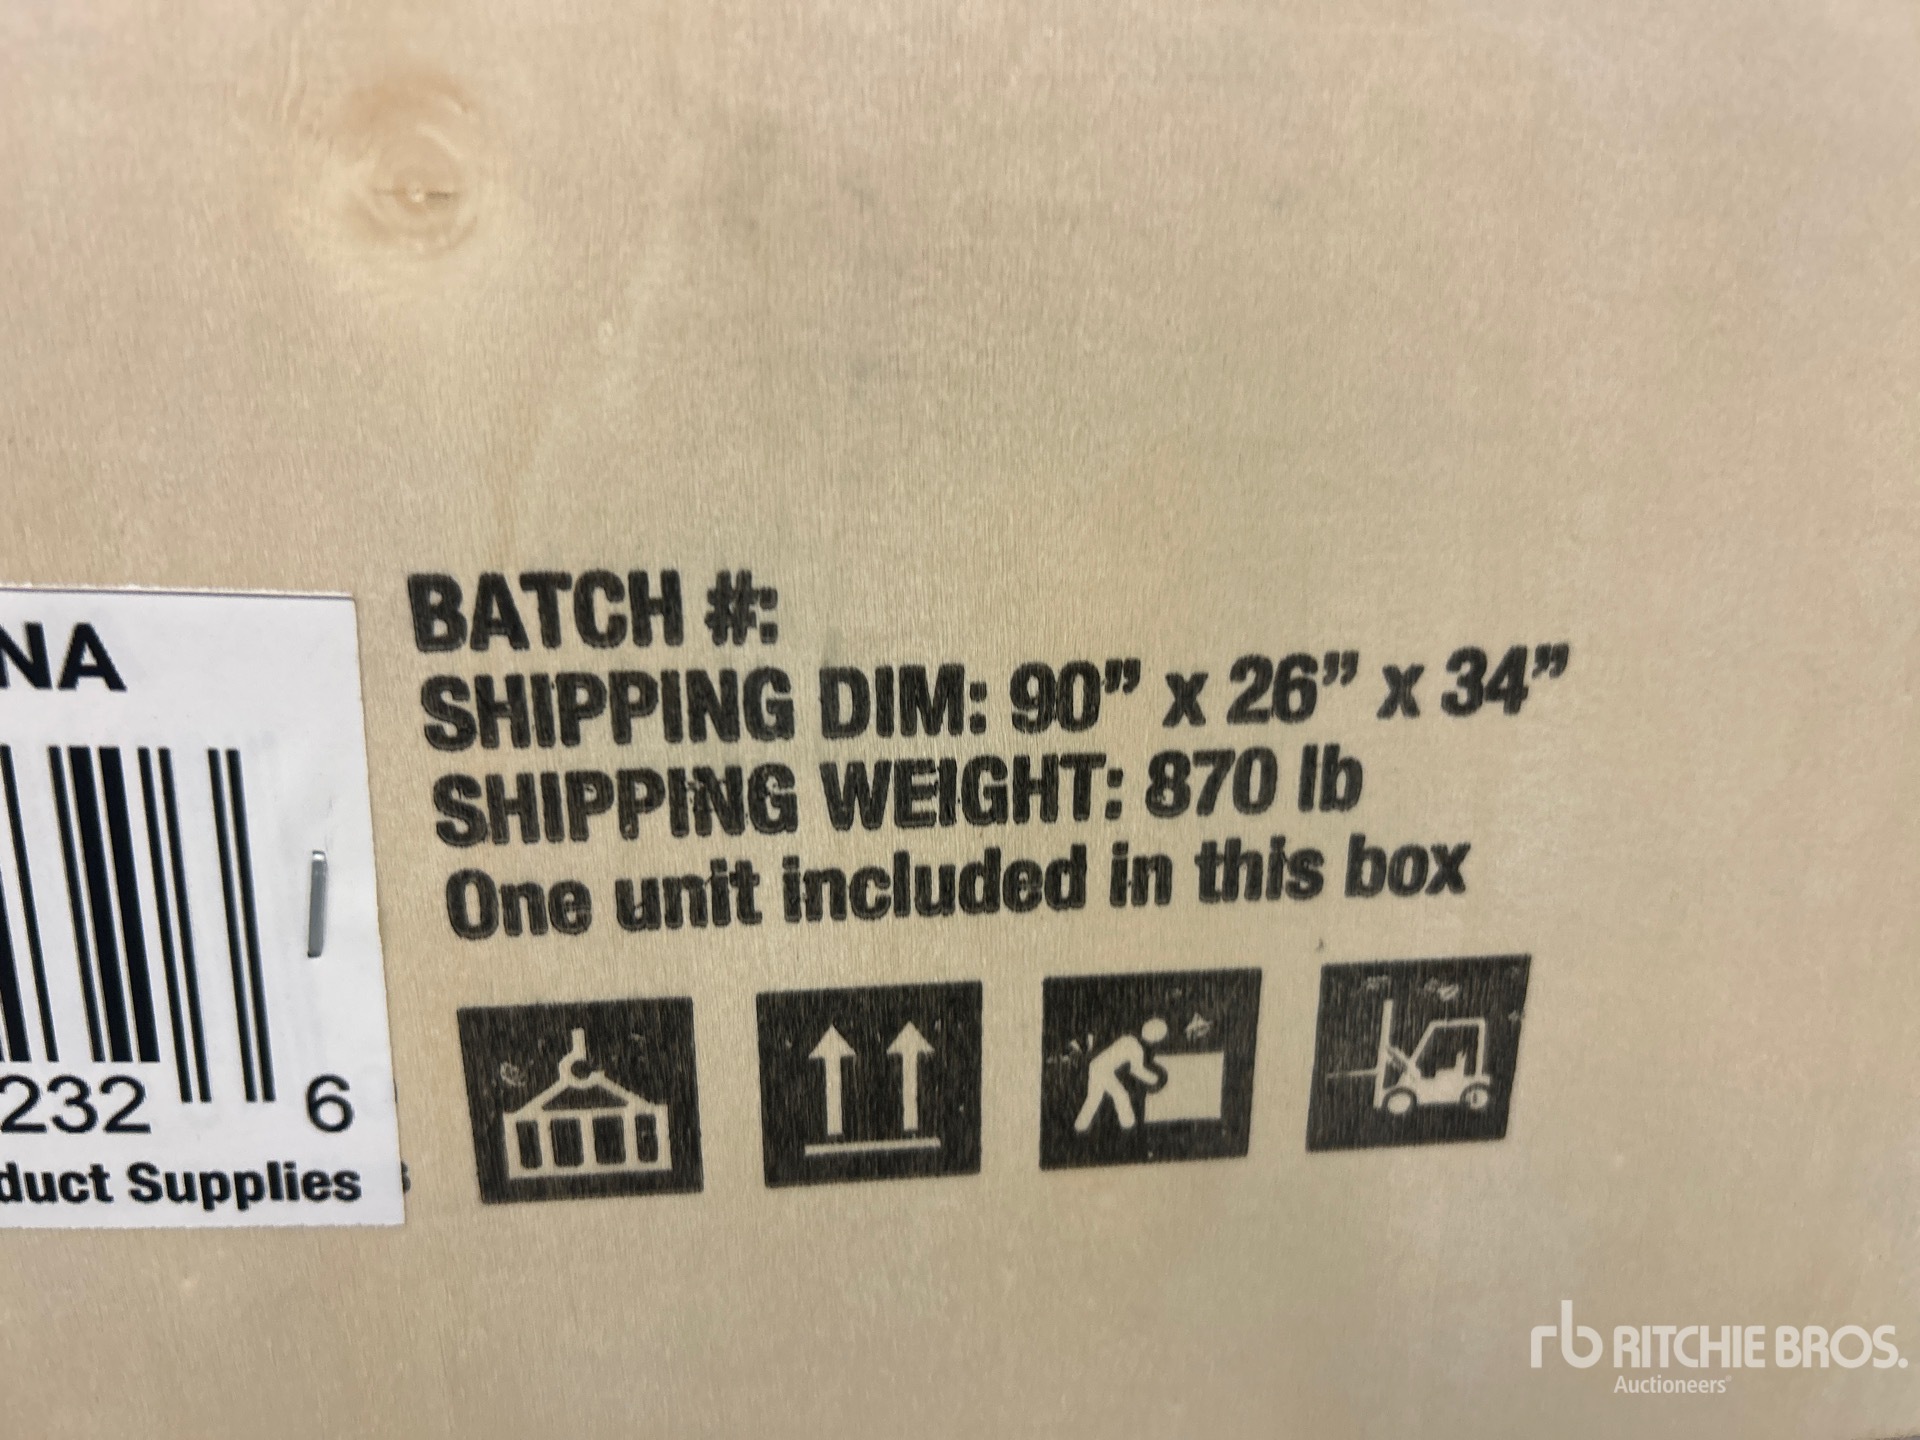 BATCH #:
SHIPPING DIM: 90” x 26” x 34”
SHIPPING WEIGHT: 870 lb
One unit included in this box
NA
232 6
duct Supplies
rb RITCHIE BROS.
Auctioneers